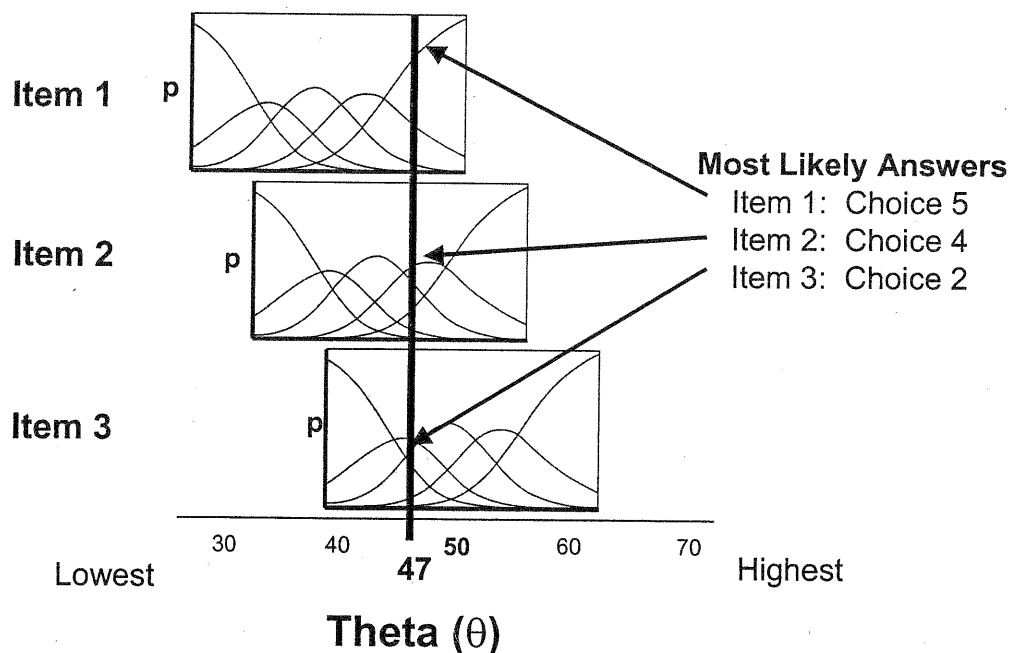 Item 1
p
Most Likely Answers
Item 1: Choice 5
Item 2: Choice 4
Item 3: Choice 2
Item 2
p
Item 3
p
30 40 50 60 70
47
Lowest
Highest
Theta (θ)